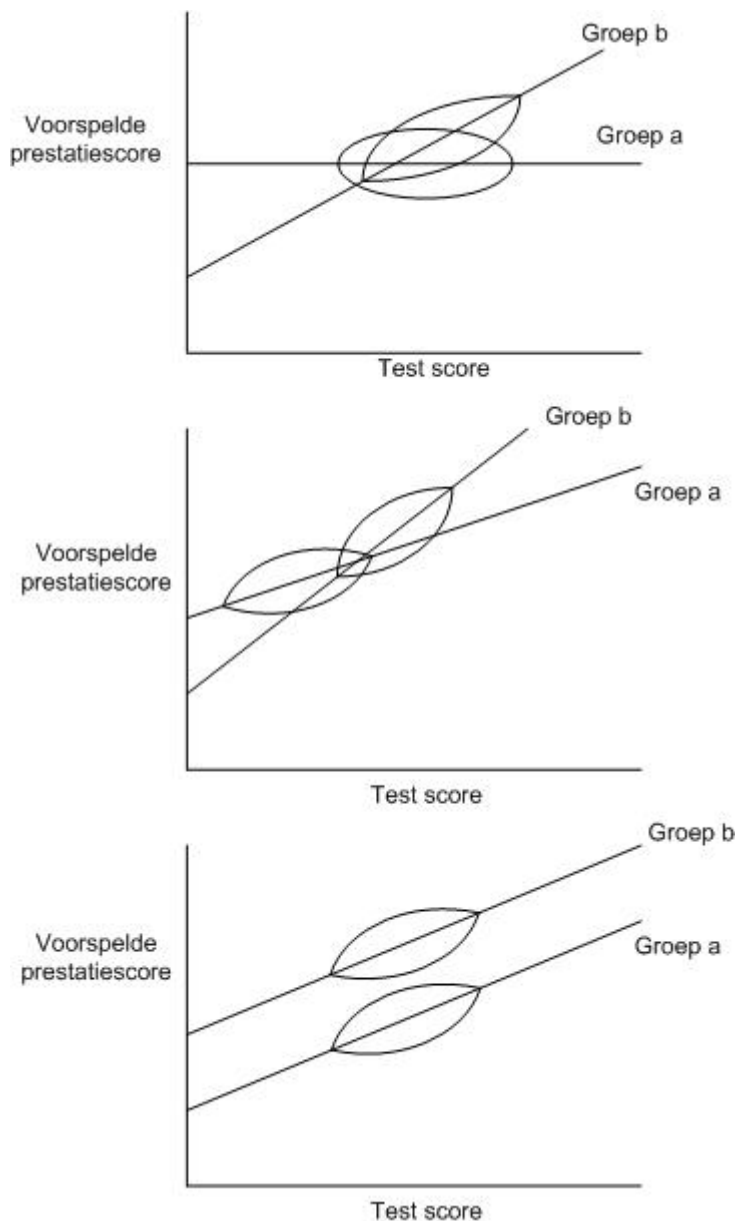 Groep b
Voorspelde
prestatiescore
Groep a
Test score
Groep b
Groep a
Voorspelde
prestatiescore
Test score
Groep b
Voorspelde
prestatiescore
Groep a
Test score